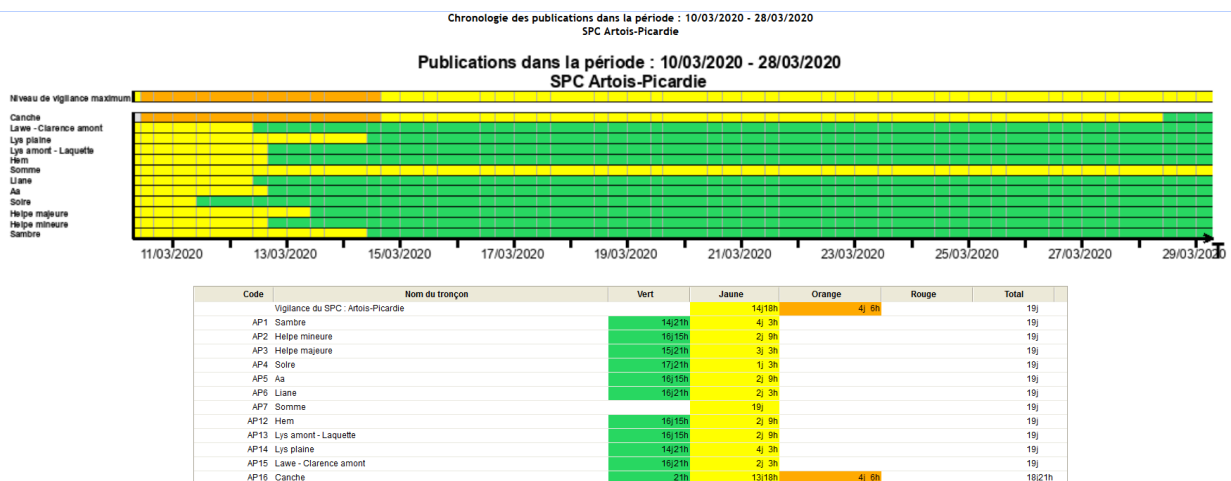 Chronologie des publications dans la période : 10/03/2020 - 28/03/2020
SPC Artois-Picardie
Publications dans la période : 10/03/2020 - 28/03/2020
SPC Artois-Picardie
Niveau de vigilance maximum
Canche
Lawe - Clarence amont
Lys plaine
Lys amont - Laquette
Hem
Somme
Liane
Aa
Solre
Helpe majeure
Helpe mineure
Sambre
11/03/2020 13/03/2020 15/03/2020 17/03/2020 19/03/2020 21/03/2020 23/03/2020 25/03/2020 27/03/2020 29/03/2020 T
Code Nom du tronçon Vert Jaune Orange Rouge Total
Vigilance du SPC : Artois-Picardie 14j18h 4j 6h 19j
AP1 Sambre 14j21h 4j 3h 19j
AP2 Helpe mineure 16j15h 2j 9h 19j
AP3 Helpe majeure 15j21h 3j 3h 19j
AP4 Solre 17j21h 1j 3h 19j
AP5 Aa 16j15h 2j 9h 19j
AP6 Liane 16j21h 2j 3h 19j
AP7 Somme 19j 19j
AP12 Hem 16j15h 2j 9h 19j
AP13 Lys amont - Laquette 16j15h 2j 9h 19j
AP14 Lys plaine 14j21h 4j 3h 19j
AP15 Lawe - Clarence amont 16j21h 2j 3h 19j
AP16 Canche 21h 13j18h 4j 6h 18j21h